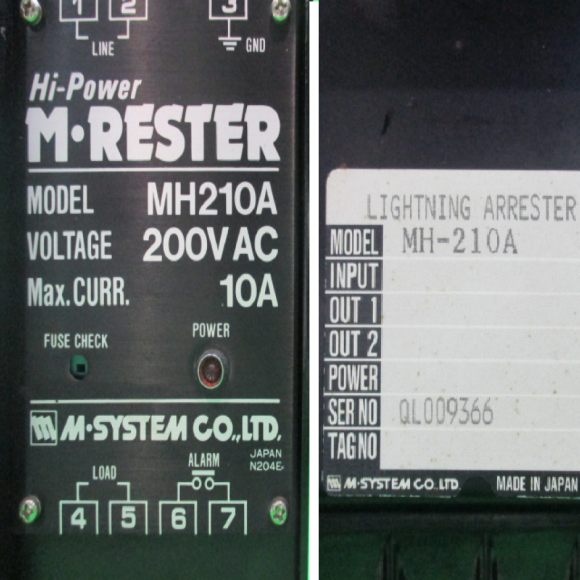 1 2 3
LINE GND
Hi-Power
M·RESTER
MODEL MH210A
VOLTAGE 200V AC
Max. CURR. 10A
FUSE CHECK POWER
M·SYSTEM CO.,LTD.
JAPAN
N204E
LOAD ALARM
4 5 6 7
LIGHTNING ARRESTER
MODEL MH-210A
INPUT
OUT 1
OUT 2
POWER
SER NO QL009366
TAG NO
M·SYSTEM CO.,LTD. MADE IN JAPAN